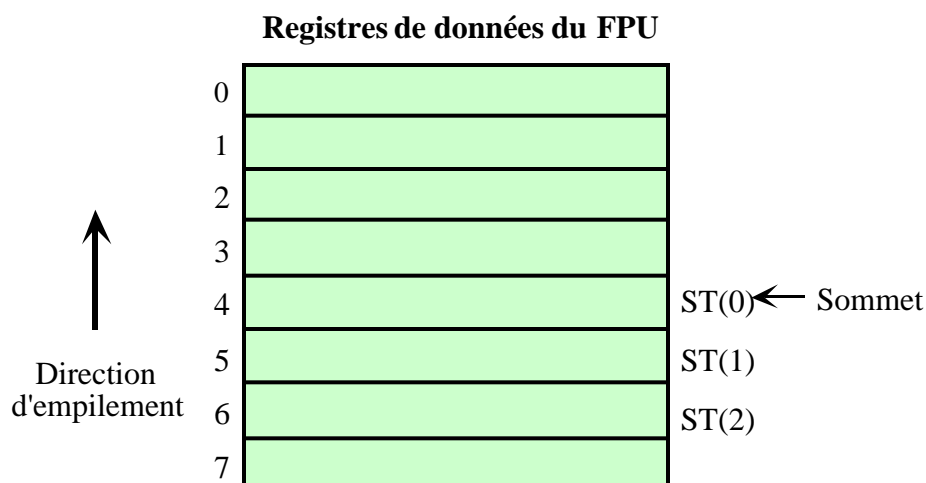 Registres de données du FPU
0
1
2
3
4
ST(0)
Sommet
5
ST(1)
6
ST(2)
7
Direction
d'empilement